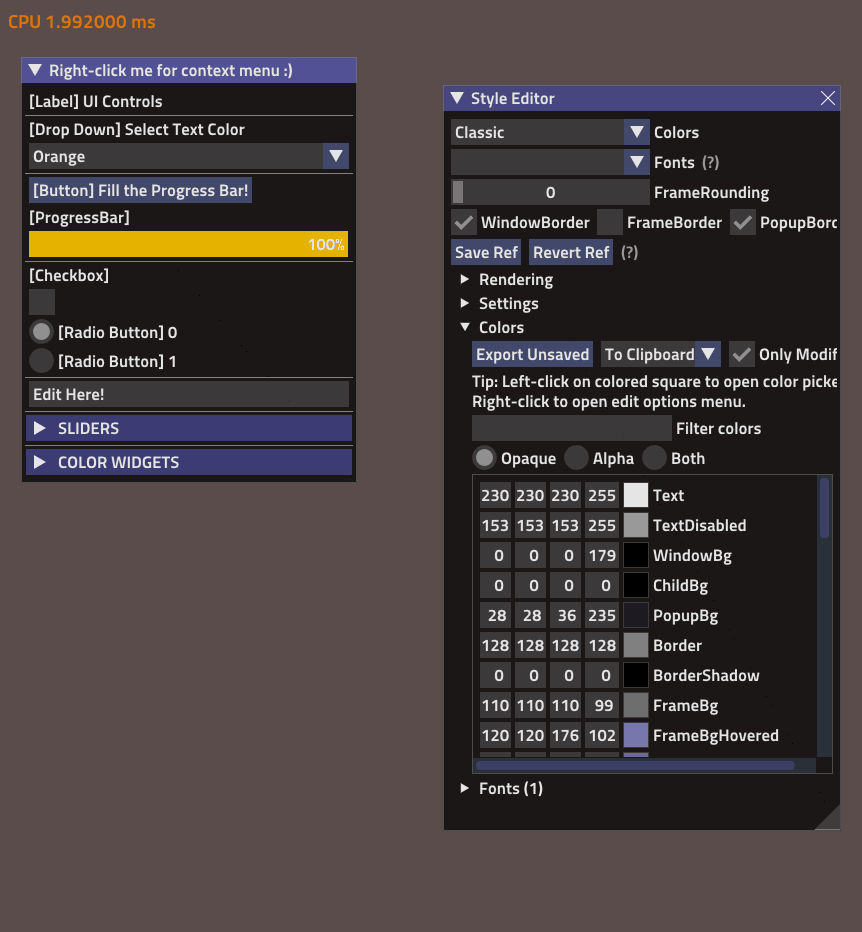 CPU 1.992000 ms
Right-click me for context menu :)
[Label] UI Controls
[Drop Down] Select Text Color
Orange
[Button] Fill the Progress Bar!
[ProgressBar]
100%
[Checkbox]
[Radio Button] 0
[Radio Button] 1
Edit Here!
SLIDERS
COLOR WIDGETS
Style Editor
Classic Colors
Fonts (?)
0 FrameRounding
WindowBorder FrameBorder PopupBorc
Save Ref Revert Ref (?)
Rendering
Settings
Colors
Export Unsaved To Clipboard Only Modif
Tip: Left-click on colored square to open color picke
Right-click to open edit options menu.
Filter colors
Opaque Alpha Both
230 230 230 255 Text
153 153 153 255 TextDisabled
0 0 0 179 WindowBg
0 0 0 0 ChildBg
28 28 36 235 PopupBg
128 128 128 128 Border
0 0 0 0 BorderShadow
110 110 110 99 FrameBg
120 120 176 102 FrameBgHovered
Fonts (1)